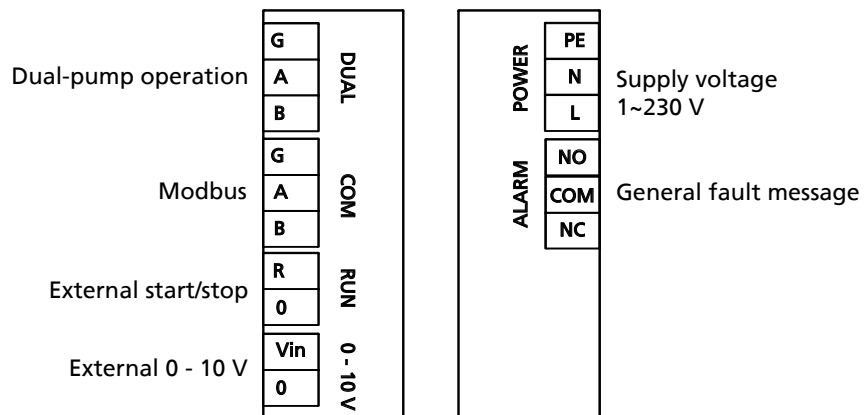 Dual-pump operation
G
A
B
DUAL
Modbus
G
A
B
COM
External start/stop
R
0
RUN
External 0 - 10 V
Vin
0
0 - 10 V
POWER
PE
N
L
Supply voltage
1~230 V
ALARM
NO
COM
NC
General fault message